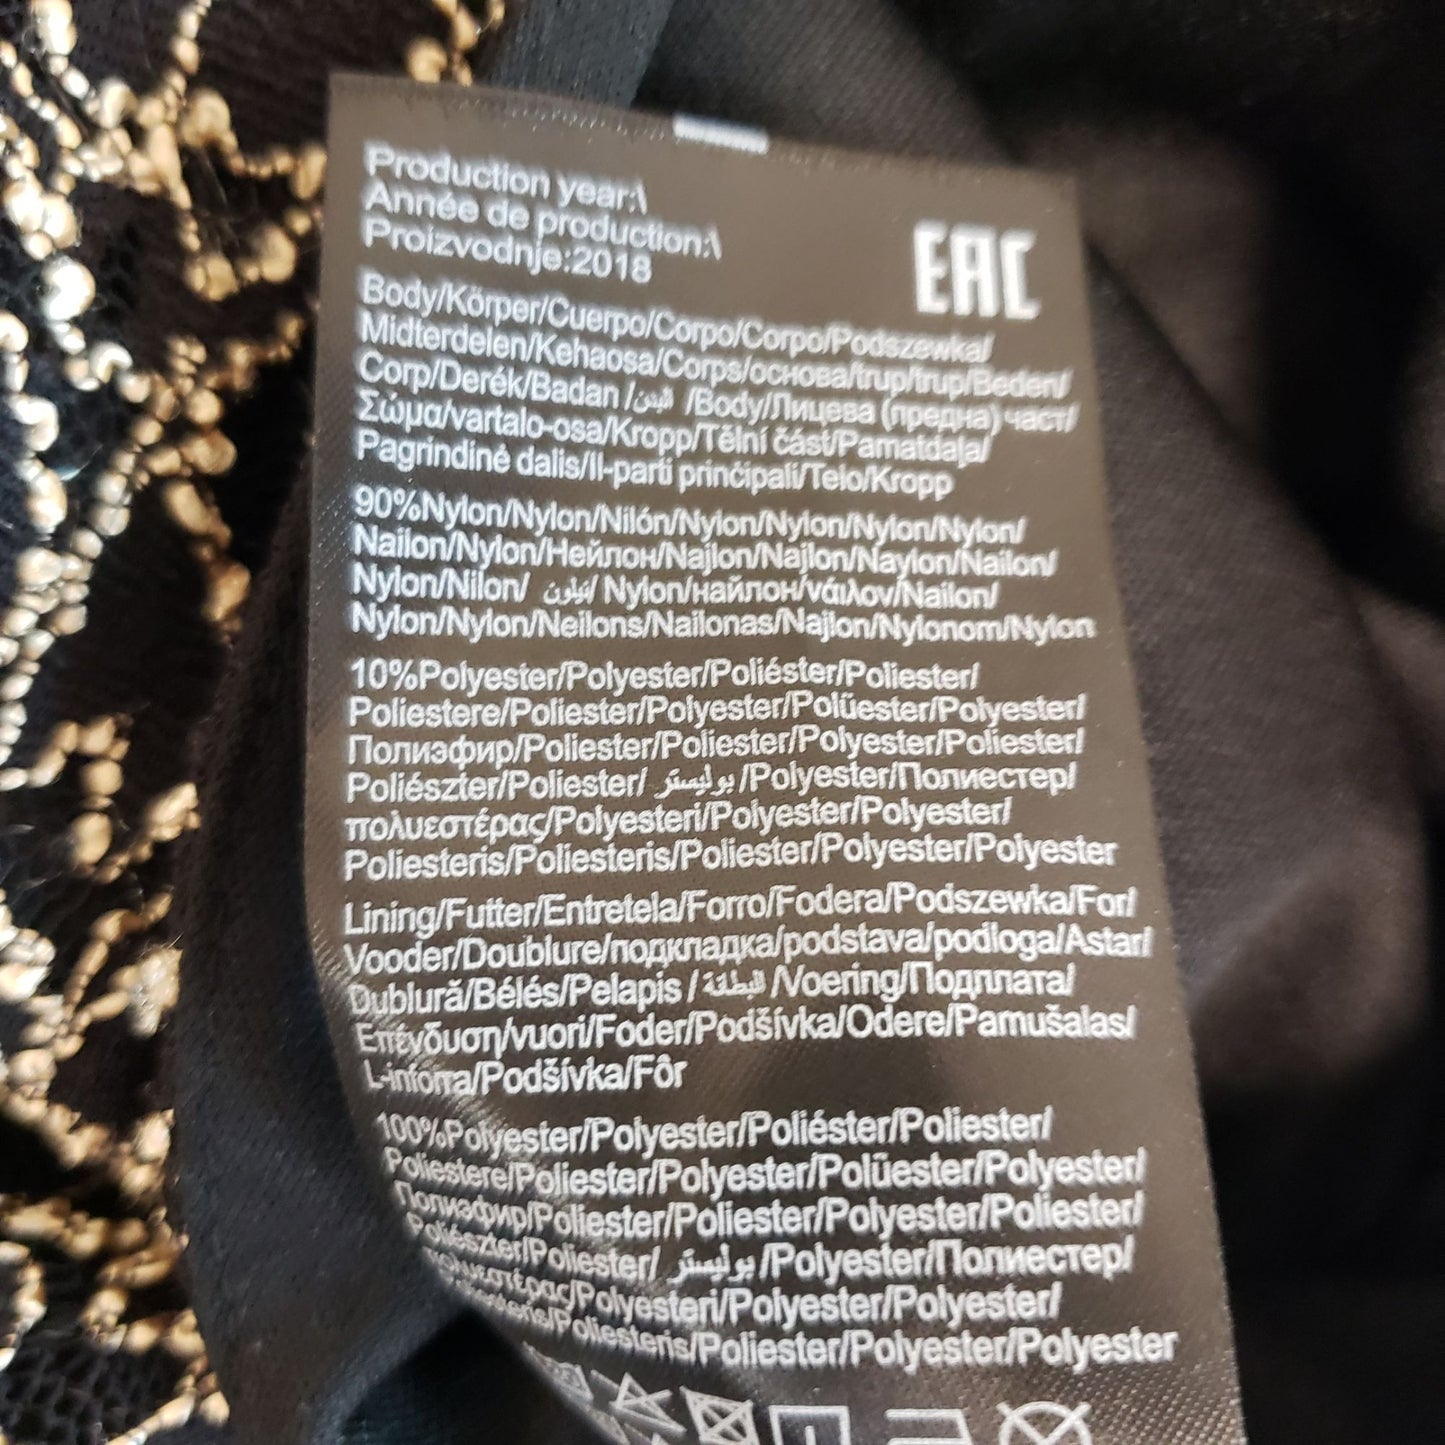 Production year:\
Année de production:\
Proizvodnje:2018
EAC
Body/Körper/Cuerpo/Corpo/Corpo/Podszewka/
Midterdelen/Kehaosa/Corps/основа/trup/trup/Beden/
Corp/Derék/Badan /البدن /Body/Лицева (предна) част/
Σώμα/vartalo-osa/Kropp/Tělní část/Pamatdaļa/
Pagrindinė dalis/Il-parti prinċipali/Telo/Kropp
90%Nylon/Nylon/Nilón/Nylon/Nylon/Nylon/Nylon/
Nailon/Nylon/Нейлон/Najlon/Najlon/Naylon/Nailon/
Nylon/Nilon/ نيلون/ Nylon/найлон/νάιλον/Nailon/
Nylon/Nylon/Neilons/Nailonas/Najlon/Nylonom/Nylon
10%Polyester/Polyester/Poliéster/Poliester/
Poliestere/Poliester/Polyester/Polüester/Polyester/
Полиэфир/Poliester/Poliester/Polyester/Poliester/
Poliészter/Poliester/ بوليستر /Polyester/Полиестер/
πολυεστέρας/Polyesteri/Polyester/Polyester/
Poliesteris/Poliesteris/Poliester/Polyester/Polyester
Lining/Futter/Entretela/Forro/Fodera/Podszewka/For/
Vooder/Doublure/подкладка/podstava/podloga/Astar/
Dublură/Bélés/Pelapis / البطانة /Voering/Подплата/
Επένδυση/vuori/Foder/Podšívka/Odere/Pamušalas/
L-inforra/Podšívka/Fôr
100%Polyester/Polyester/Poliéster/Poliester/
Poliestere/Poliester/Polyester/Polüester/Polyester/
Полиэфир/Poliester/Poliester/Polyester/Poliester/
Poliészter/Poliester/ بوليستر /Polyester/Полиестер/
πολυεστέρας/Polyesteri/Polyester/Polyester/
Poliesteris/Poliesteris/Poliester/Polyester/Polyester